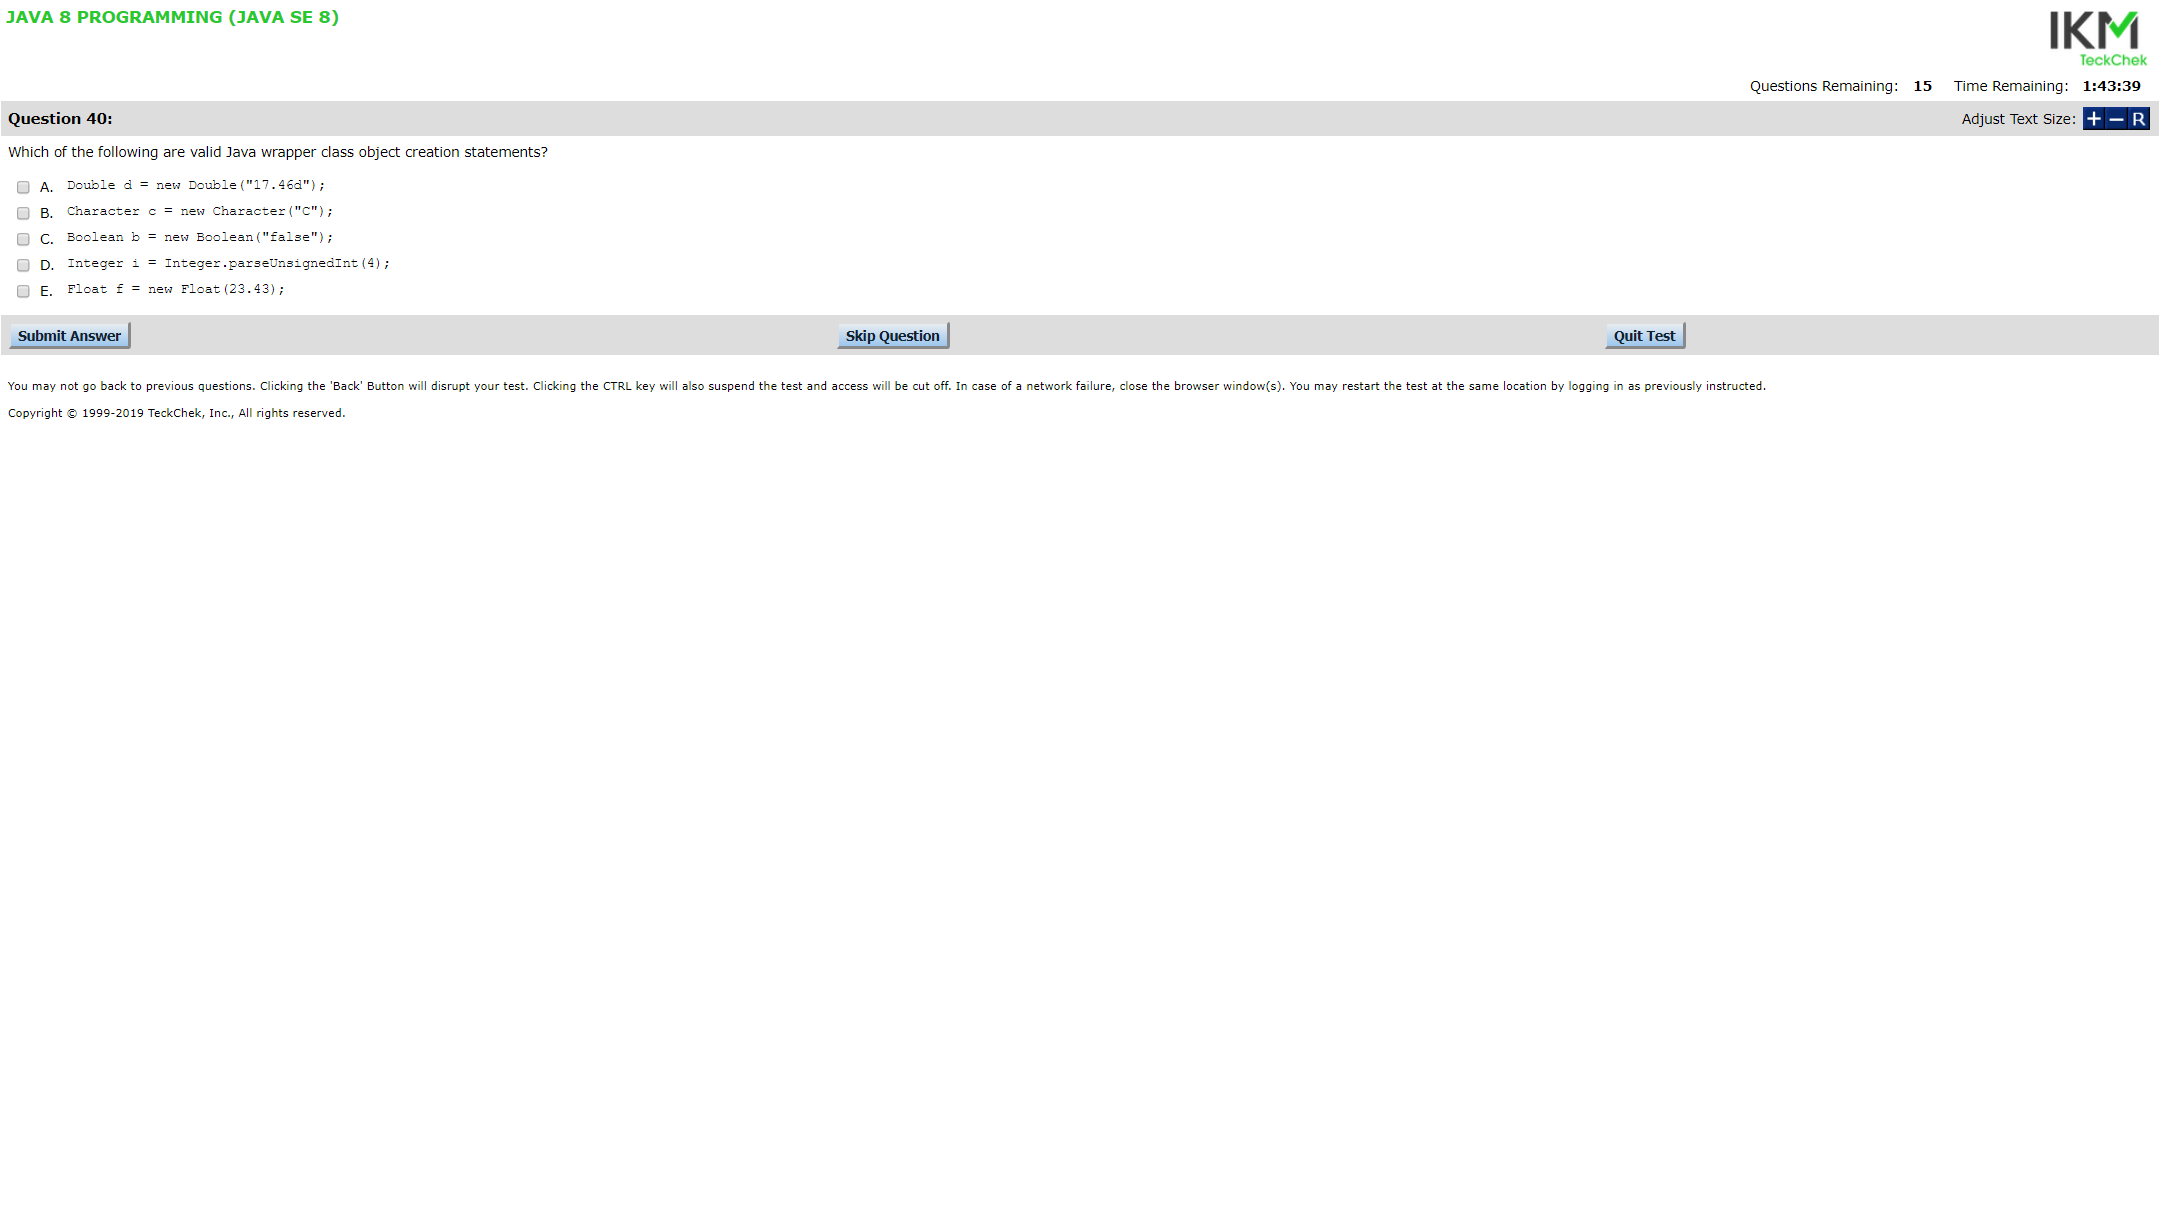 JAVA 8 PROGRAMMING (JAVA SE 8)
IKM
TeckChek
Questions Remaining: 15 Time Remaining: 1:43:39
Question 40: Adjust Text Size: + − R
Which of the following are valid Java wrapper class object creation statements?
A. Double d = new Double("17.46d");
B. Character c = new Character("C");
C. Boolean b = new Boolean("false");
D. Integer i = Integer.parseUnsignedInt(4);
E. Float f = new Float(23.43);
Submit Answer Skip Question Quit Test
You may not go back to previous questions. Clicking the 'Back' Button will disrupt your test. Clicking the CTRL key will also suspend the test and access will be cut off. In case of a network failure, close the browser window(s). You may restart the test at the same location by logging in as previously instructed.
Copyright © 1999-2019 TeckChek, Inc., All rights reserved.